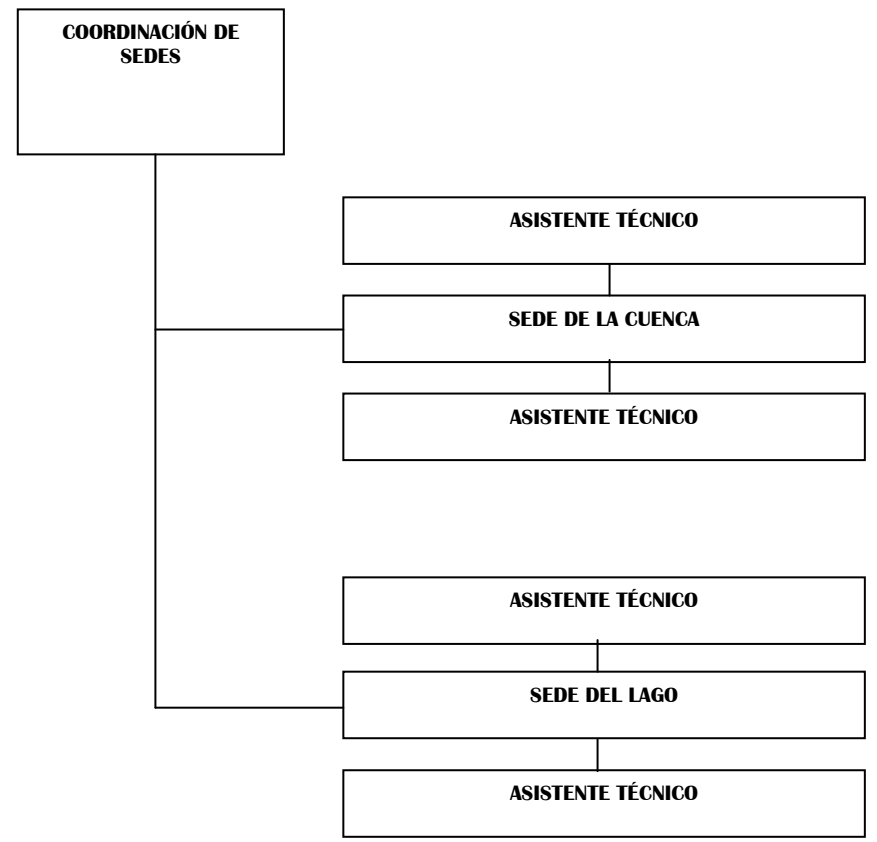 COORDINACIÓN DE
SEDES
ASISTENTE TÉCNICO
SEDE DE LA CUENCA
ASISTENTE TÉCNICO
ASISTENTE TÉCNICO
SEDE DEL LAGO
ASISTENTE TÉCNICO